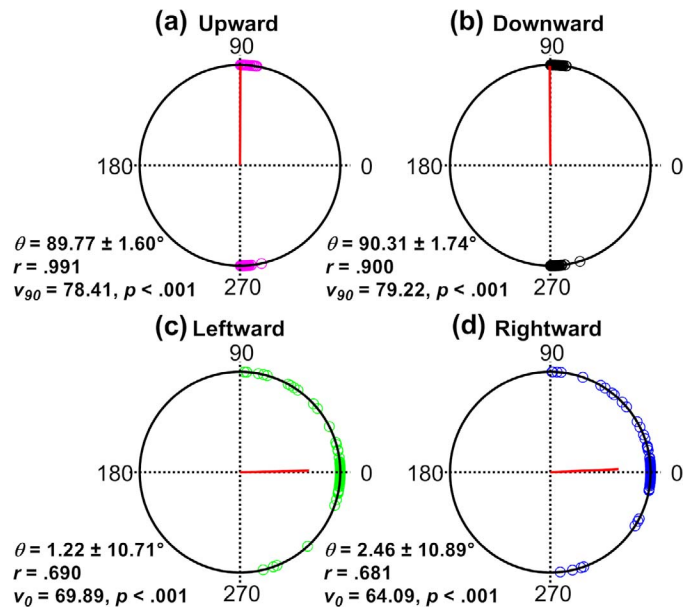 (a) Upward
90
180
0
270
θ = 89.77 ± 1.60°
r = .991
v90 = 78.41, p < .001
(b) Downward
90
0
270
θ = 90.31 ± 1.74°
r = .900
v90 = 79.22, p < .001
(c) Leftward
90
180
0
270
θ = 1.22 ± 10.71°
r = .690
v0 = 69.89, p < .001
(d) Rightward
90
180
0
270
θ = 2.46 ± 10.89°
r = .681
v0 = 64.09, p < .001